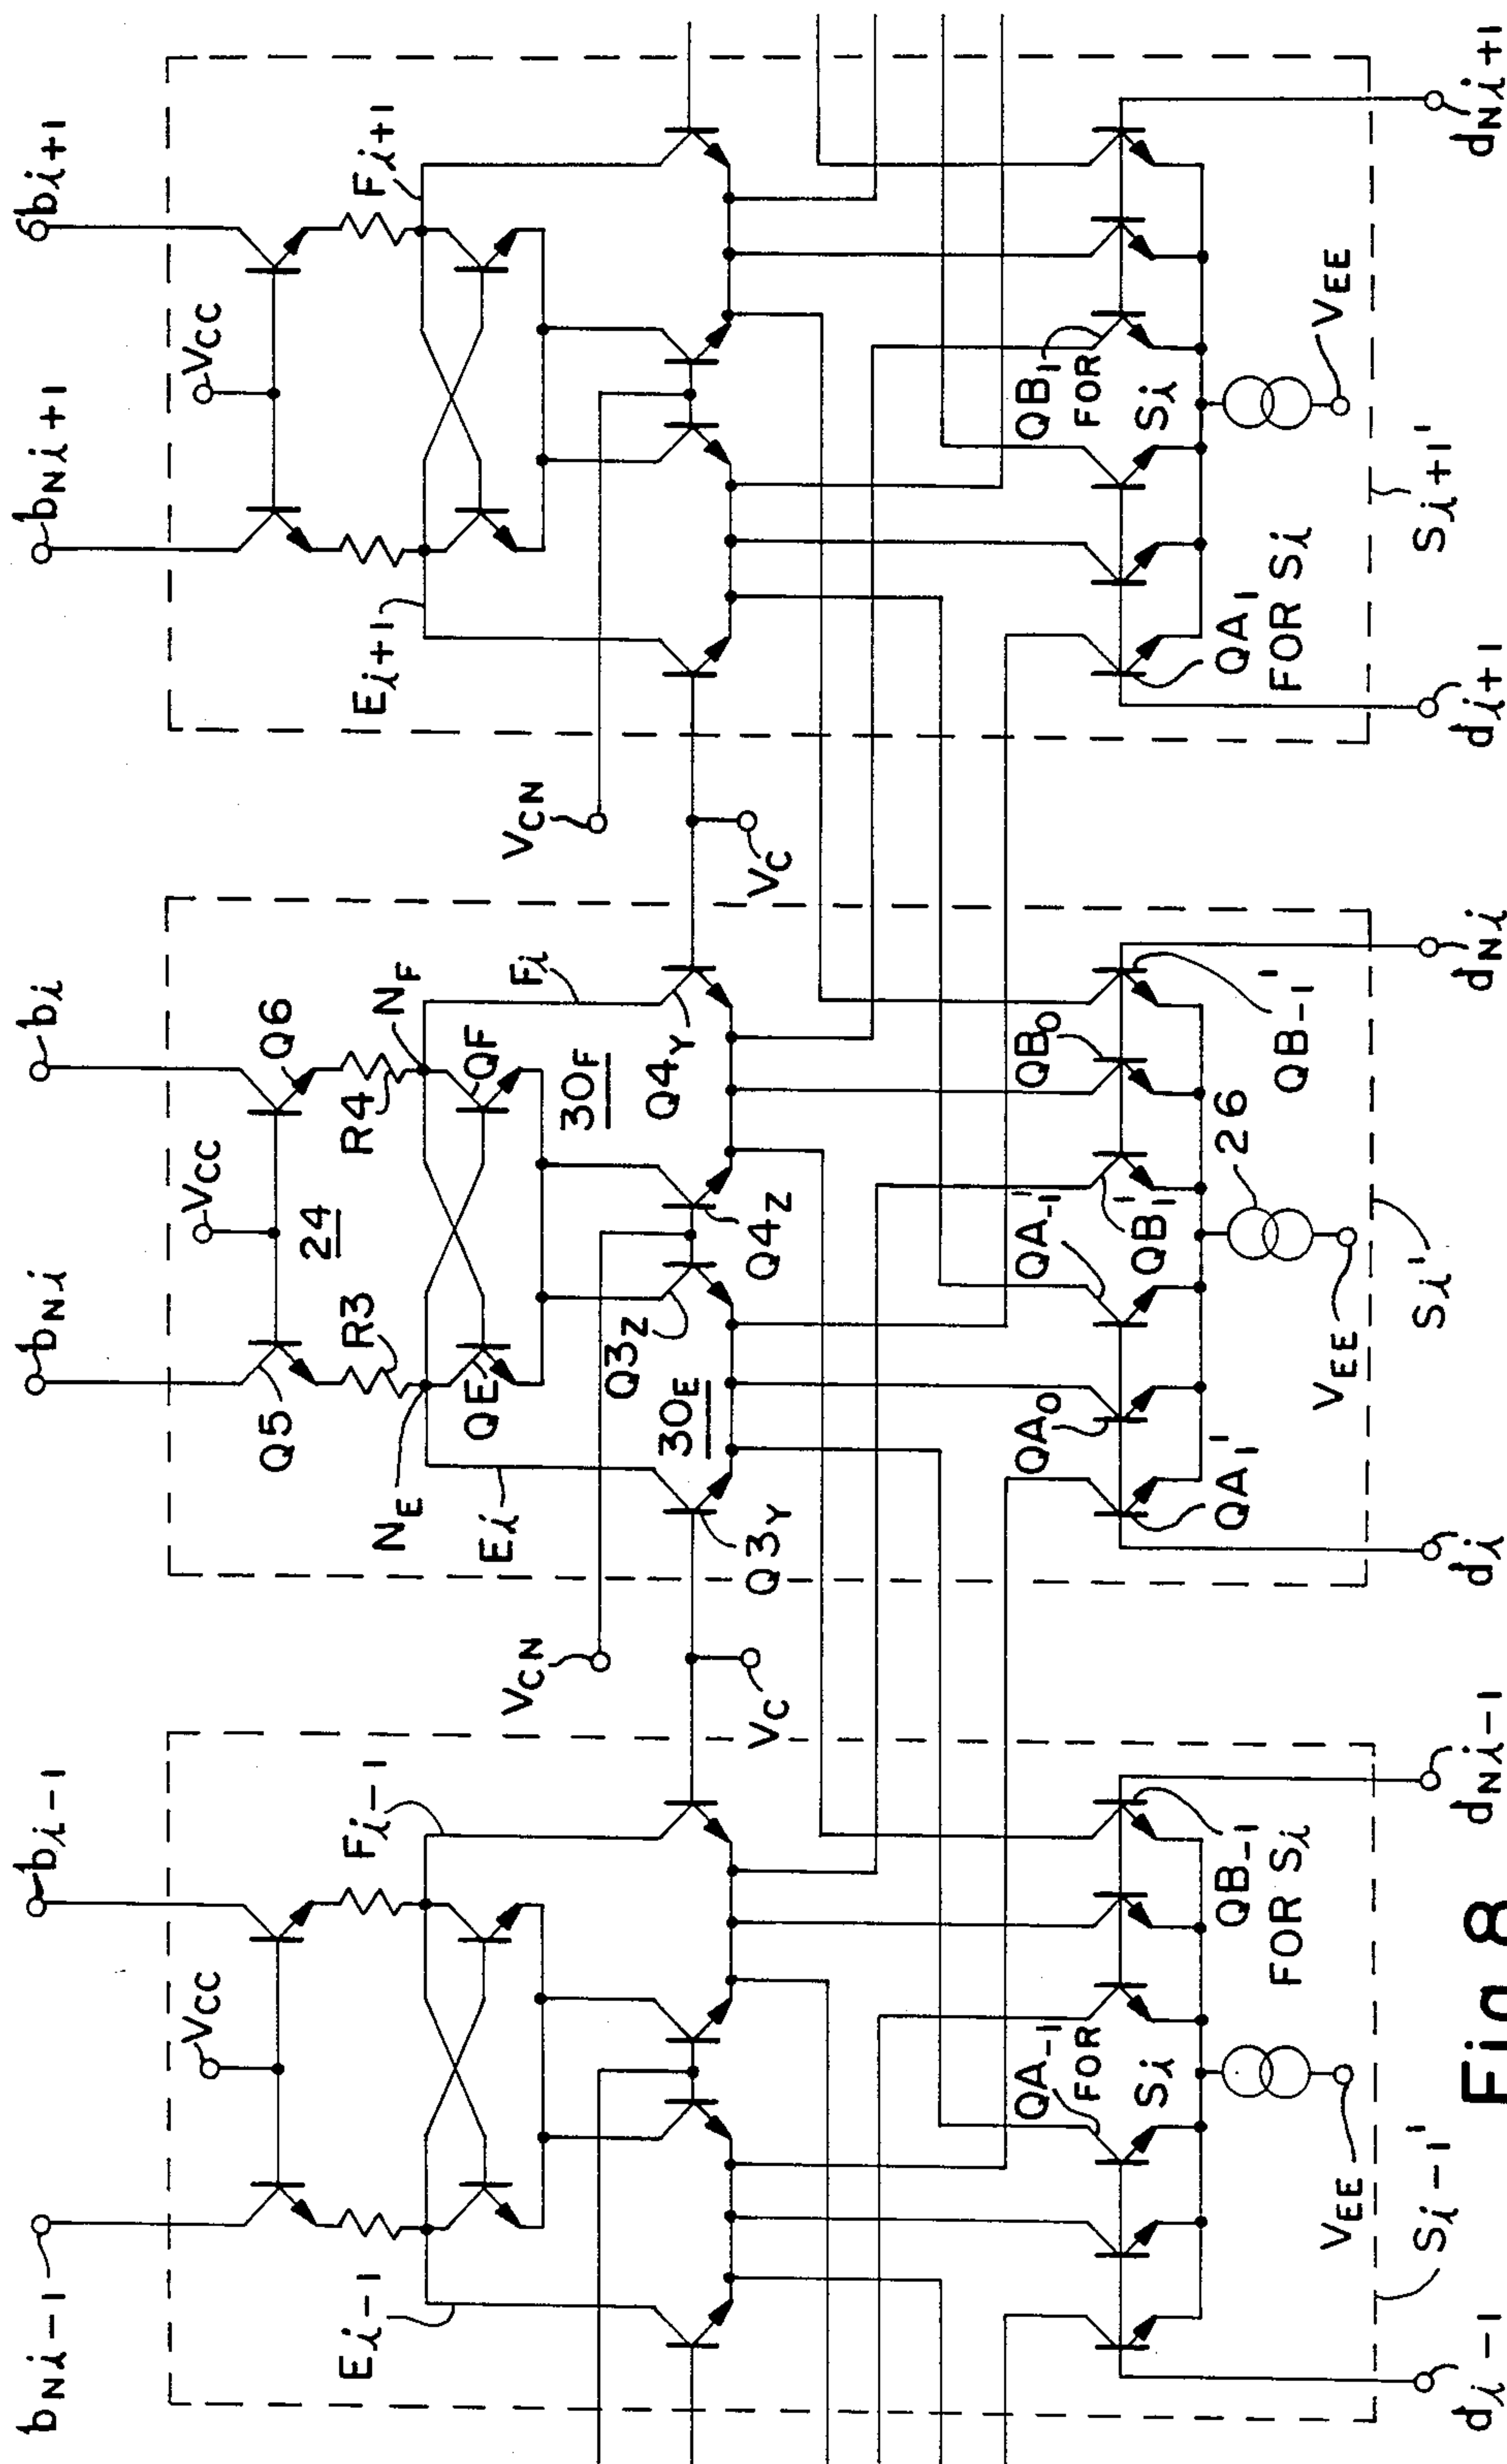 bNi−1
bi−1
bNi
bi
bNi+1
bi+1
VCC
VCC
VCC
24
Q5
Q6
R3
R4
NE
NF
QE
QF
Ei−1
Fi−1
Ei
Fi
Ei+1
Fi+1
VCN
VCN
30E
30F
Q3Y
Q3Z
Q4Z
Q4Y
VC
VC
QA−1
FOR
Si
QB−1
FOR Si
QA1'
QA0
QA−1'
QB1'
QB0
QB−1'
26
QA1
FOR Si
QB1
FOR
Si
VEE
VEE
VEE
Si−1'
Si'
Si+1'
di−1
dNi−1
di
dNi
di+1
dNi+1
Fig. 8